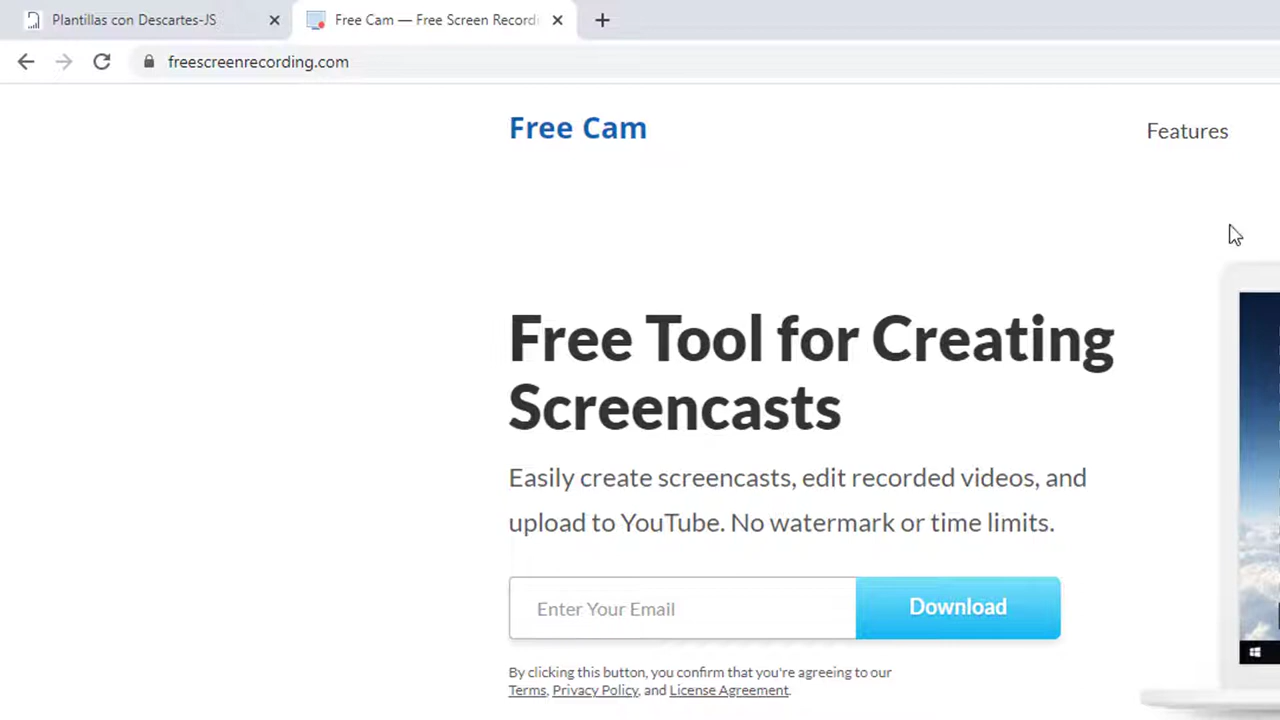 Plantillas con Descartes-JS
Free Cam — Free Screen Recordi
freescreenrecording.com
Free Cam
Features
Free Tool for Creating
Screencasts
Easily create screencasts, edit recorded videos, and
upload to YouTube. No watermark or time limits.
Enter Your Email
Download
By clicking this button, you confirm that you're agreeing to our
Terms, Privacy Policy, and License Agreement.